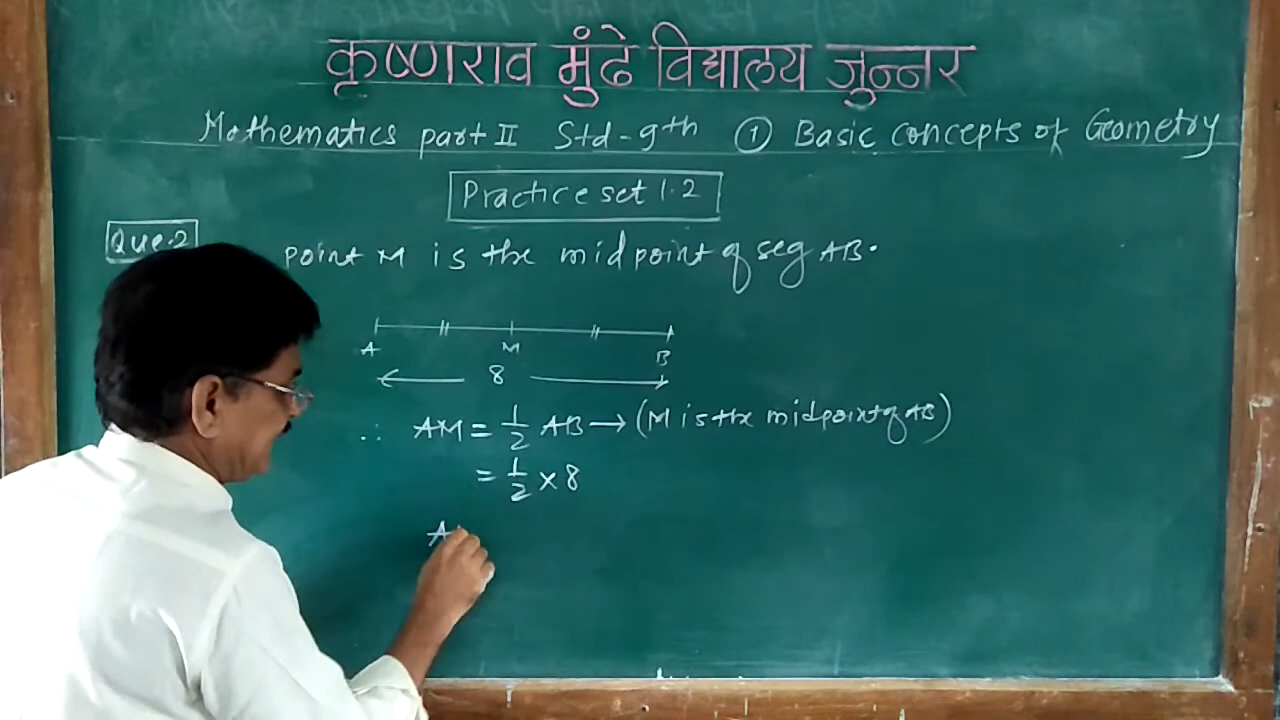 कृष्णराव मुंढे विद्यालय जुन्नर
Mathematics part II Std-9th ① Basic concepts of Geometry
Practice set 1.2
Que.2 point M is the midpoint of seg AB.
A M B
8
∴ AM = 1/2 AB → (M is the midpoint of AB)
= 1/2 × 8
A